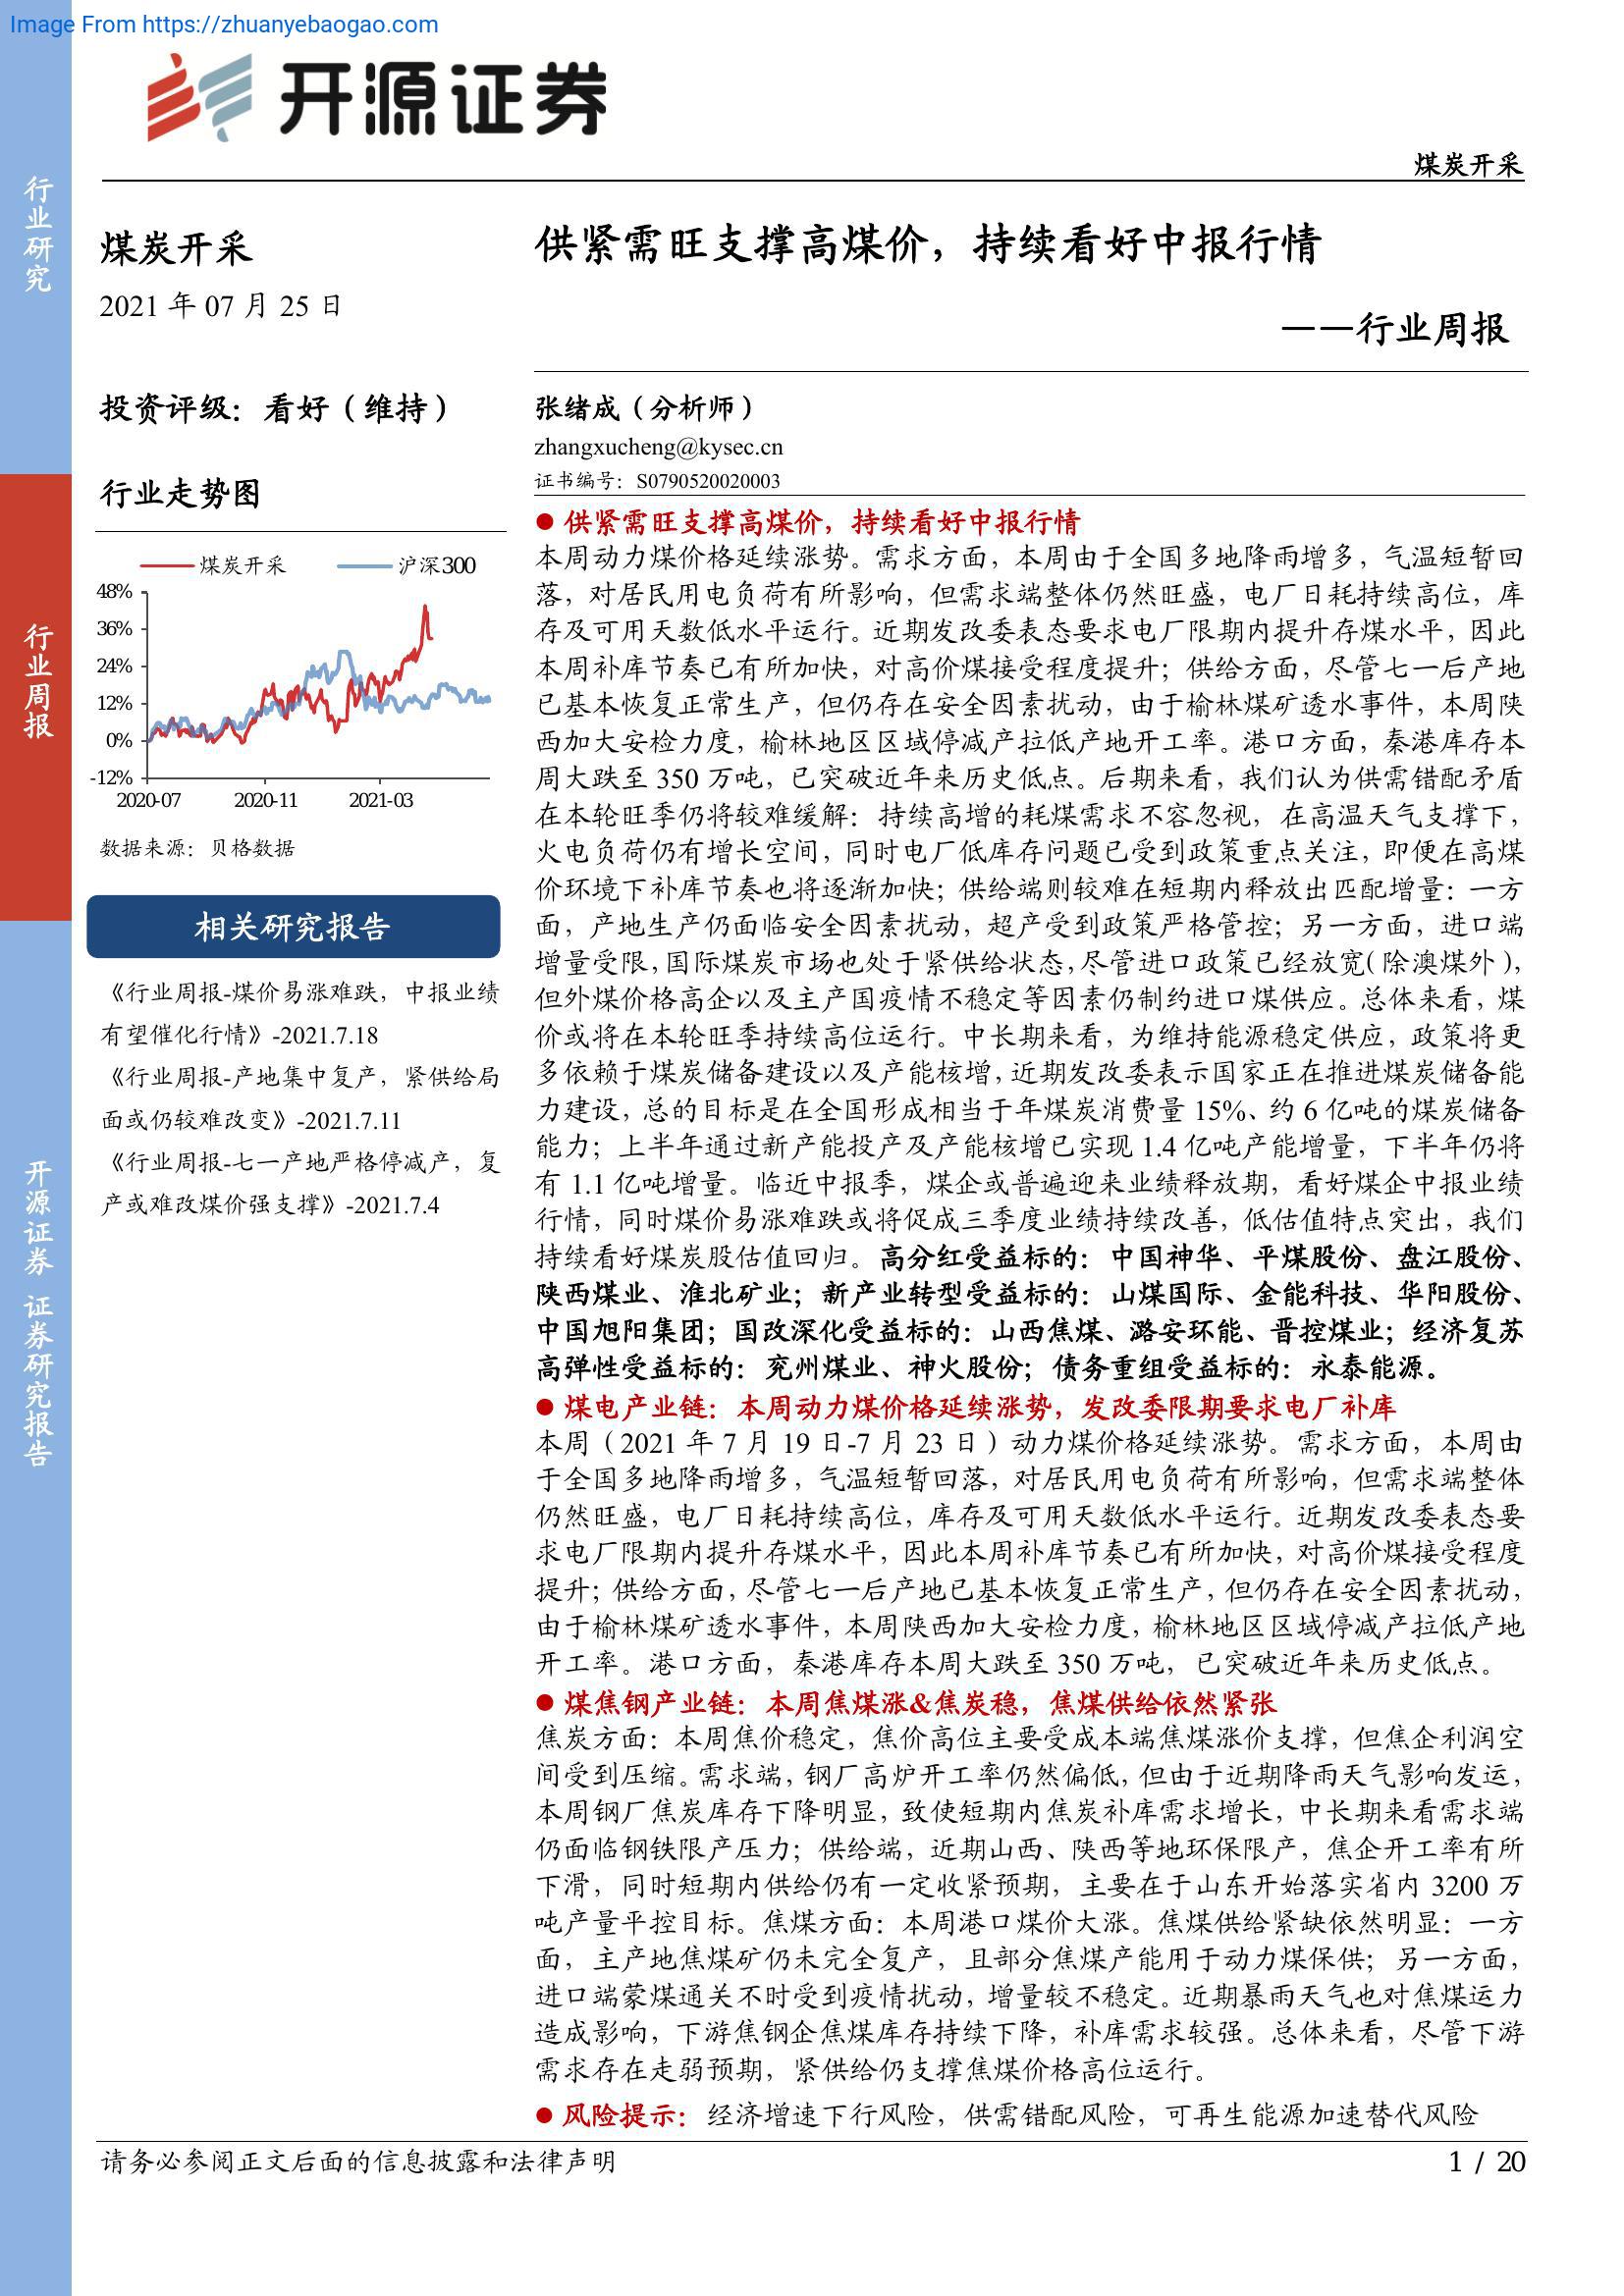 Image From https://zhuanyebaogao.com
开源证券
煤炭开采
行业研究
行业周报
开源证券 证券研究报告
煤炭开采
2021 年 07 月 25 日
投资评级：看好（维持）
行业走势图
煤炭开采 沪深300
48%
36%
24%
12%
0%
-12%
2020-07 2020-11 2021-03
数据来源：贝格数据
相关研究报告
《行业周报-煤价易涨难跌，中报业绩
有望催化行情》-2021.7.18
《行业周报-产地集中复产，紧供给局
面或仍较难改变》-2021.7.11
《行业周报-七一产地严格停减产，复
产或难改煤价强支撑》-2021.7.4
供紧需旺支撑高煤价，持续看好中报行情
——行业周报
张绪成（分析师）
zhangxucheng@kysec.cn
证书编号：S0790520020003
● 供紧需旺支撑高煤价，持续看好中报行情
本周动力煤价格延续涨势。需求方面，本周由于全国多地降雨增多，气温短暂回
落，对居民用电负荷有所影响，但需求端整体仍然旺盛，电厂日耗持续高位，库
存及可用天数低水平运行。近期发改委表态要求电厂限期内提升存煤水平，因此
本周补库节奏已有所加快，对高价煤接受程度提升；供给方面，尽管七一后产地
已基本恢复正常生产，但仍存在安全因素扰动，由于榆林煤矿透水事件，本周陕
西加大安检力度，榆林地区区域停减产拉低产地开工率。港口方面，秦港库存本
周大跌至 350 万吨，已突破近年来历史低点。后期来看，我们认为供需错配矛盾
在本轮旺季仍将较难缓解：持续高增的耗煤需求不容忽视，在高温天气支撑下，
火电负荷仍有增长空间，同时电厂低库存问题已受到政策重点关注，即便在高煤
价环境下补库节奏也将逐渐加快；供给端则较难在短期内释放出匹配增量：一方
面，产地生产仍面临安全因素扰动，超产受到政策严格管控；另一方面，进口端
增量受限，国际煤炭市场也处于紧供给状态，尽管进口政策已经放宽（除澳煤外），
但外煤价格高企以及主产国疫情不稳定等因素仍制约进口煤供应。总体来看，煤
价或将在本轮旺季持续高位运行。中长期来看，为维持能源稳定供应，政策将更
多依赖于煤炭储备建设以及产能核增，近期发改委表示国家正在推进煤炭储备能
力建设，总的目标是在全国形成相当于年煤炭消费量 15%、约 6 亿吨的煤炭储备
能力；上半年通过新产能投产及产能核增已实现 1.4 亿吨产能增量，下半年仍将
有 1.1 亿吨增量。临近中报季，煤企或普遍迎来业绩释放期，看好煤企中报业绩
行情，同时煤价易涨难跌或将促成三季度业绩持续改善，低估值特点突出，我们
持续看好煤炭股估值回归。高分红受益标的：中国神华、平煤股份、盘江股份、
陕西煤业、淮北矿业；新产业转型受益标的：山煤国际、金能科技、华阳股份、
中国旭阳集团；国改深化受益标的：山西焦煤、潞安环能、晋控煤业；经济复苏
高弹性受益标的：兖州煤业、神火股份；债务重组受益标的：永泰能源。
● 煤电产业链：本周动力煤价格延续涨势，发改委限期要求电厂补库
本周（2021 年 7 月 19 日-7 月 23 日）动力煤价格延续涨势。需求方面，本周由
于全国多地降雨增多，气温短暂回落，对居民用电负荷有所影响，但需求端整体
仍然旺盛，电厂日耗持续高位，库存及可用天数低水平运行。近期发改委表态要
求电厂限期内提升存煤水平，因此本周补库节奏已有所加快，对高价煤接受程度
提升；供给方面，尽管七一后产地已基本恢复正常生产，但仍存在安全因素扰动，
由于榆林煤矿透水事件，本周陕西加大安检力度，榆林地区区域停减产拉低产地
开工率。港口方面，秦港库存本周大跌至 350 万吨，已突破近年来历史低点。
● 煤焦钢产业链：本周焦煤涨&焦炭稳，焦煤供给依然紧张
焦炭方面：本周焦价稳定，焦价高位主要受成本端焦煤涨价支撑，但焦企利润空
间受到压缩。需求端，钢厂高炉开工率仍然偏低，但由于近期降雨天气影响发运，
本周钢厂焦炭库存下降明显，致使短期内焦炭补库需求增长，中长期来看需求端
仍面临钢铁限产压力；供给端，近期山西、陕西等地环保限产，焦企开工率有所
下滑，同时短期内供给仍有一定收紧预期，主要在于山东开始落实省内 3200 万
吨产量平控目标。焦煤方面：本周港口煤价大涨。焦煤供给紧缺依然明显：一方
面，主产地焦煤矿仍未完全复产，且部分焦煤产能用于动力煤保供；另一方面，
进口端蒙煤通关不时受到疫情扰动，增量较不稳定。近期暴雨天气也对焦煤运力
造成影响，下游焦钢企焦煤库存持续下降，补库需求较强。总体来看，尽管下游
需求存在走弱预期，紧供给仍支撑焦煤价格高位运行。
● 风险提示：经济增速下行风险，供需错配风险，可再生能源加速替代风险
请务必参阅正文后面的信息披露和法律声明
1 / 20